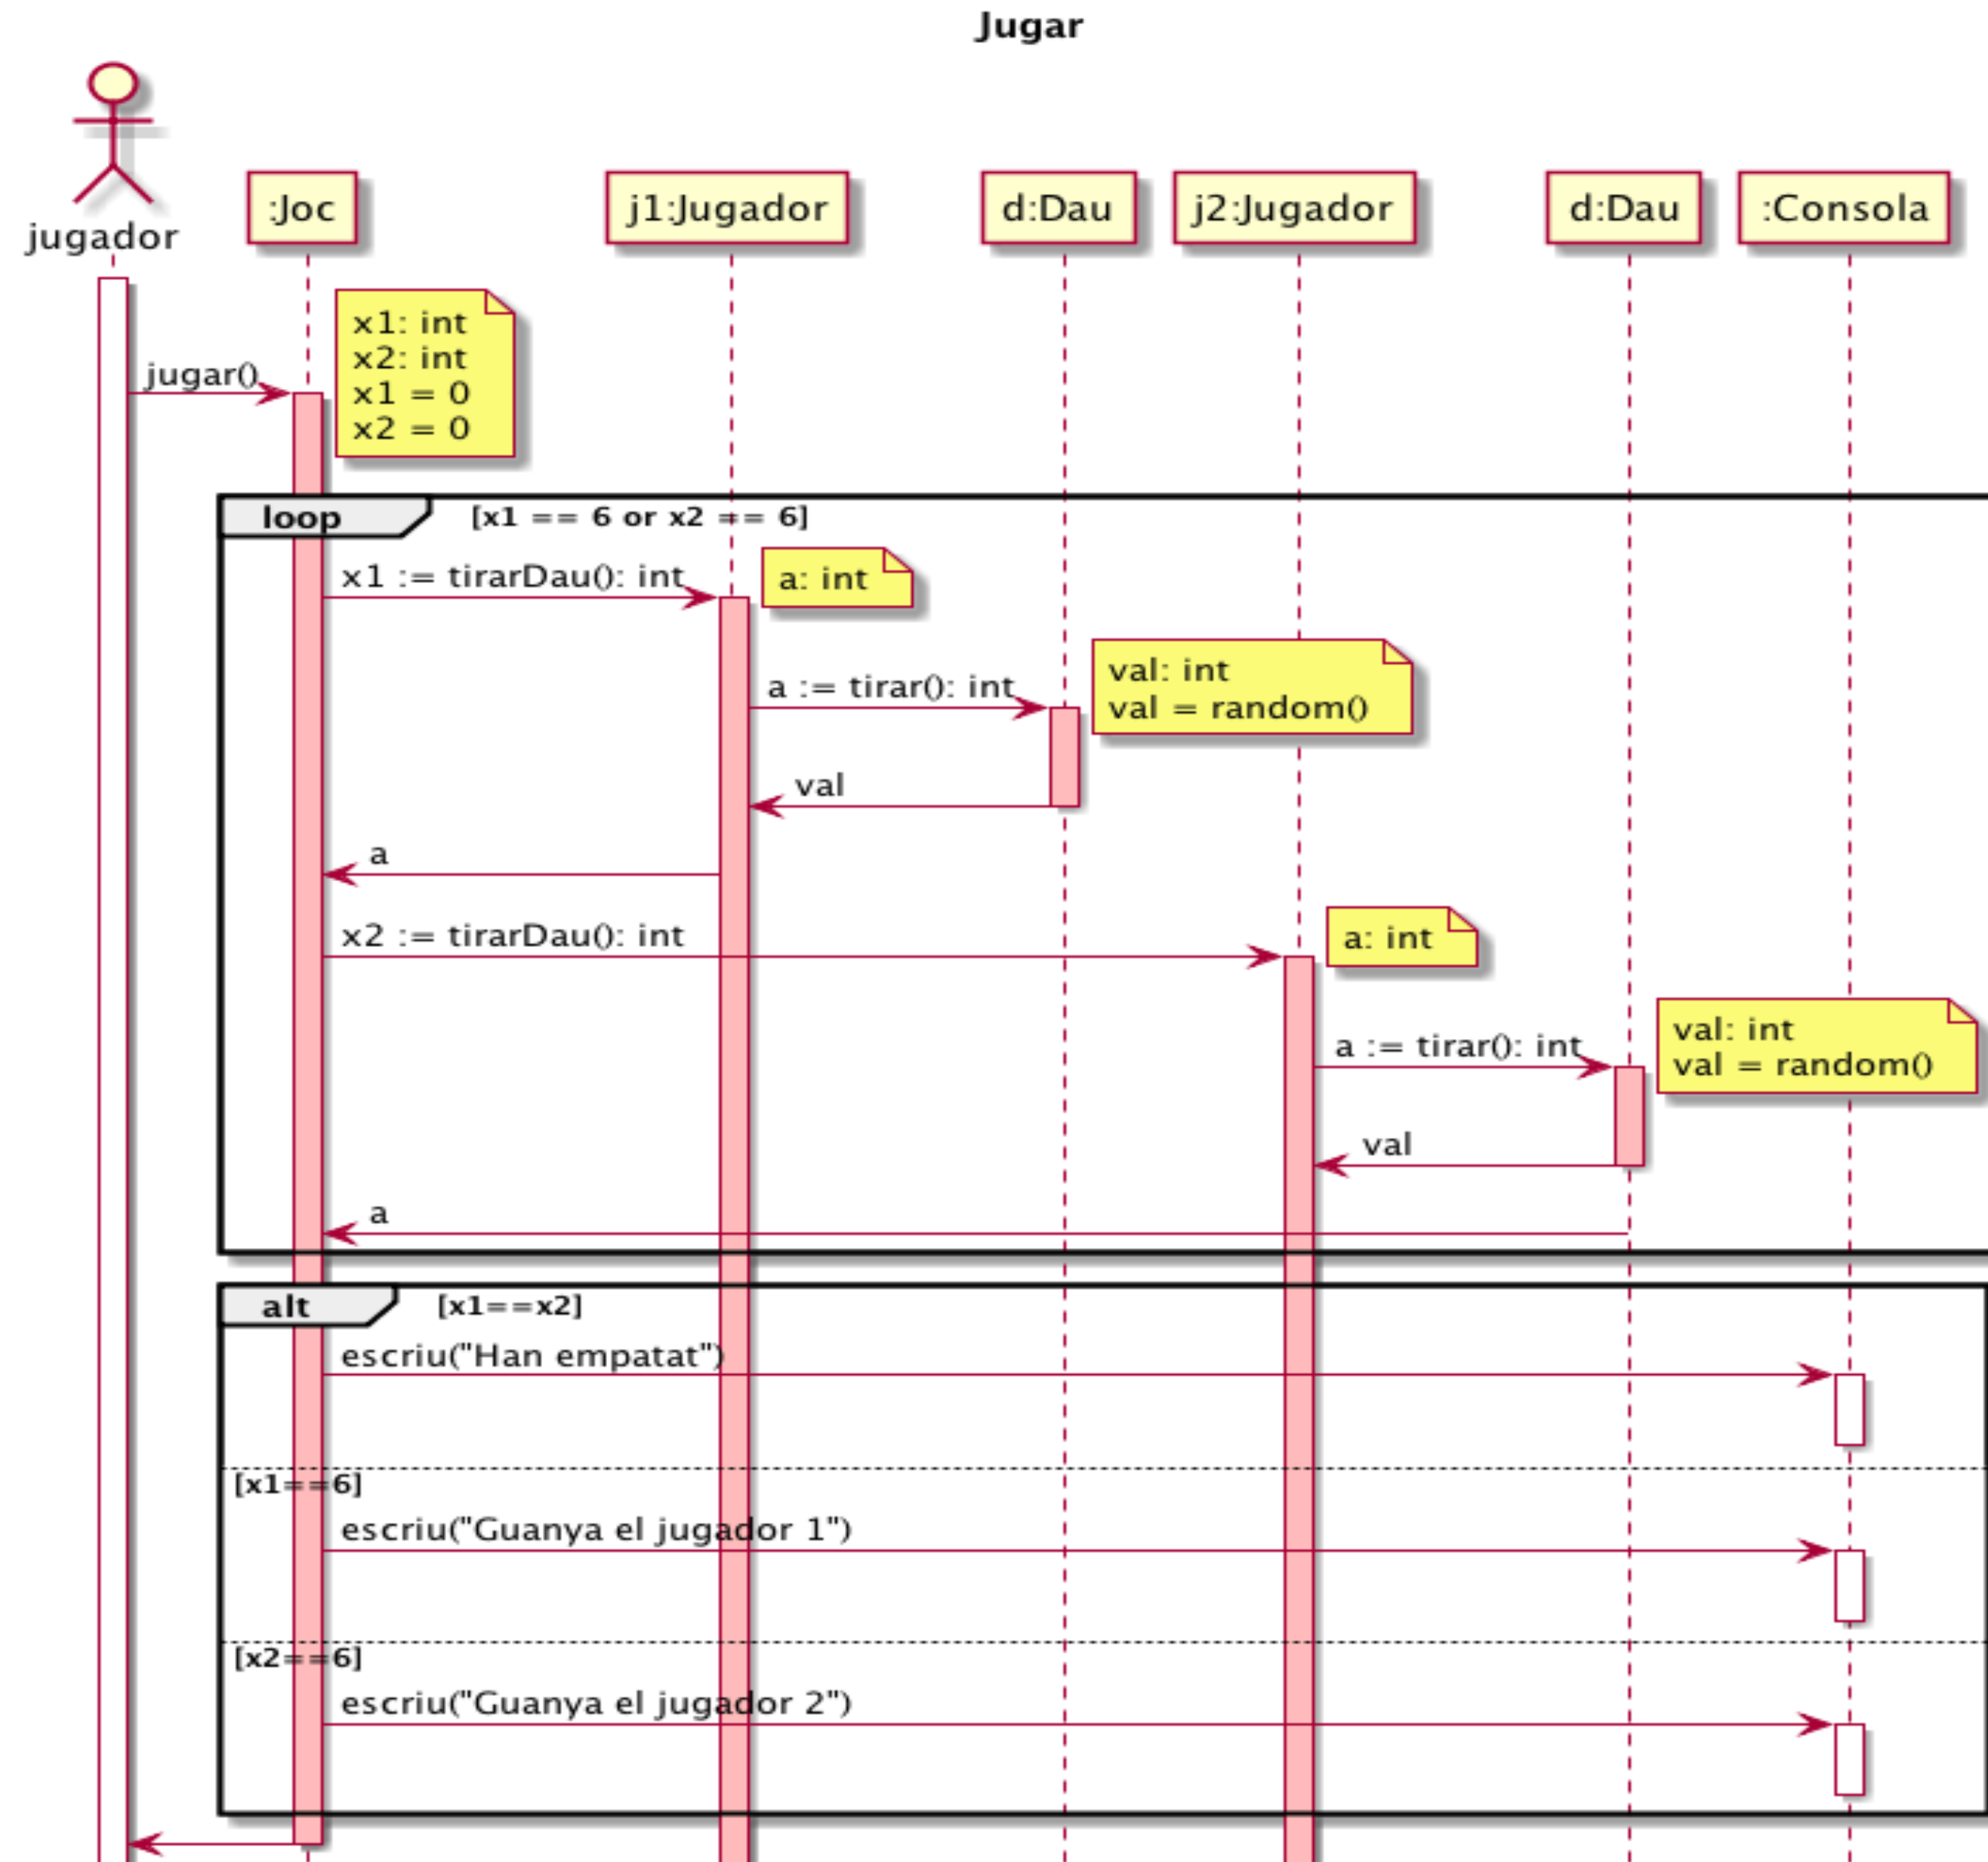 Jugar
jugador
:Joc
j1:Jugador
d:Dau
j2:Jugador
d:Dau
:Consola
x1: int
x2: int
x1 = 0
x2 = 0
jugar()
loop
[x1 == 6 or x2 == 6]
x1 := tirarDau(): int
a: int
a := tirar(): int
val: int
val = random()
val
a
x2 := tirarDau(): int
a: int
a := tirar(): int
val: int
val = random()
val
a
alt
[x1==x2]
escriu("Han empatat")
[x1==6]
escriu("Guanya el jugador 1")
[x2==6]
escriu("Guanya el jugador 2")